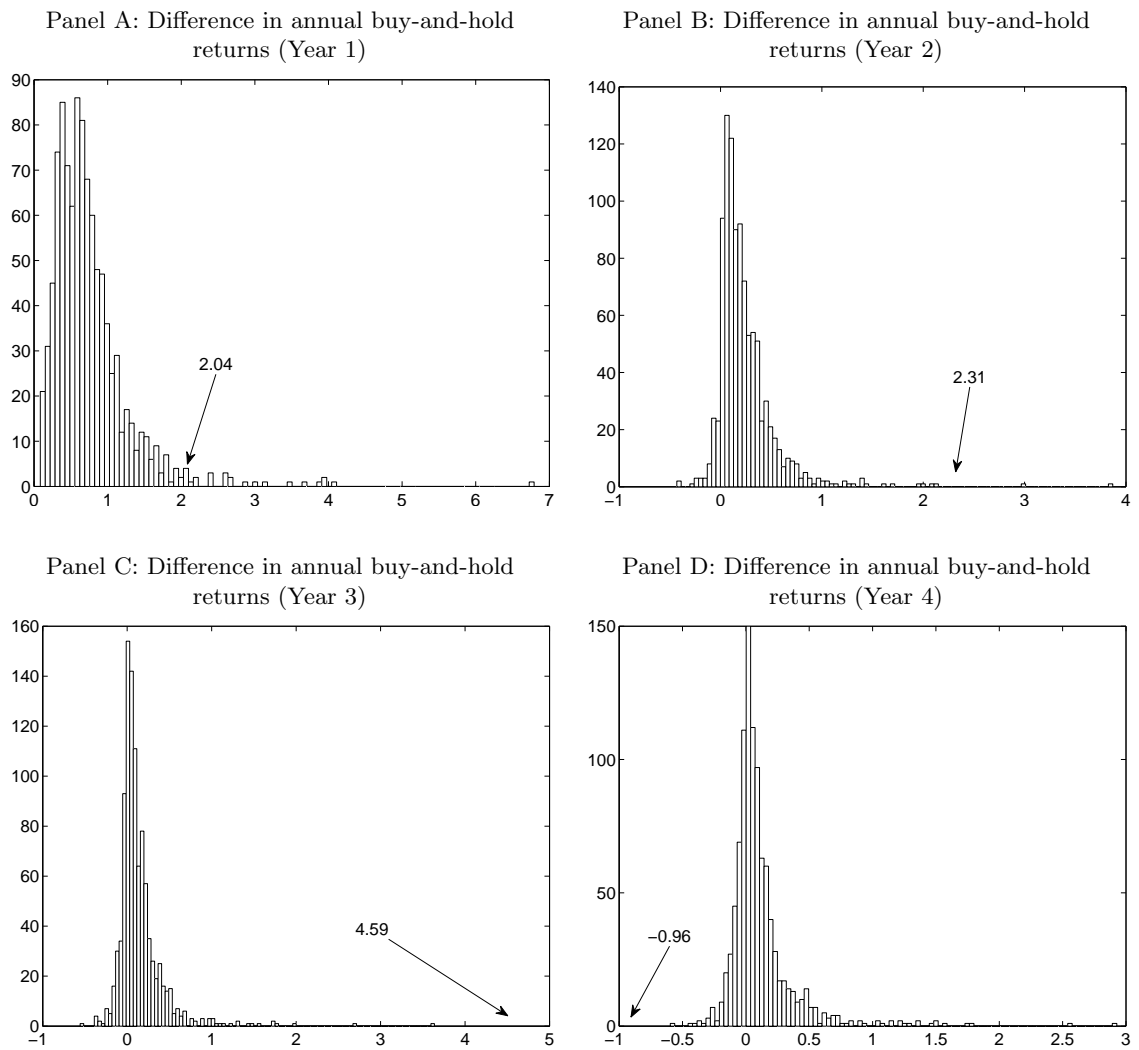 Panel A: Difference in annual buy-and-hold
returns (Year 1)
90
80
70
60
50
40
30
20
10
0
2.04
0 1 2 3 4 5 6 7
Panel B: Difference in annual buy-and-hold
returns (Year 2)
140
120
100
80
60
40
20
0
2.31
−1 0 1 2 3 4
Panel C: Difference in annual buy-and-hold
returns (Year 3)
160
140
120
100
80
60
40
20
0
4.59
−1 0 1 2 3 4 5
Panel D: Difference in annual buy-and-hold
returns (Year 4)
150
100
50
0
−0.96
−1 −0.5 0 0.5 1 1.5 2 2.5 3